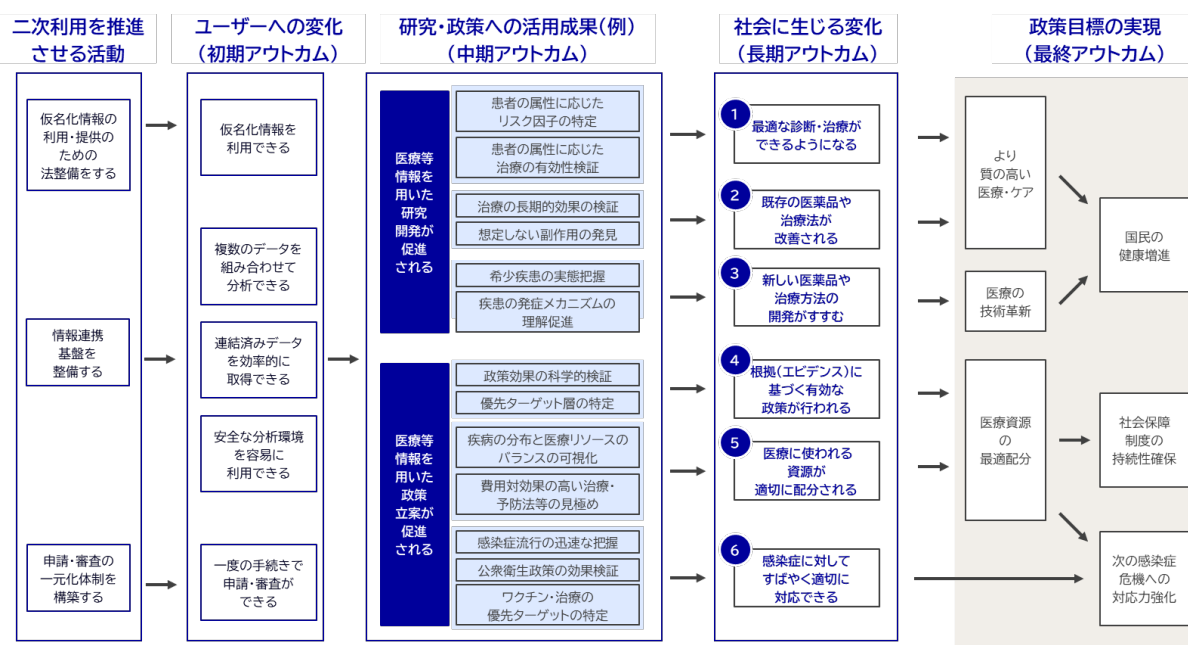 二次利用を推進
させる活動
ユーザーへの変化
（初期アウトカム）
研究・政策への活用成果（例）
（中期アウトカム）
社会に生じる変化
（長期アウトカム）
政策目標の実現
（最終アウトカム）
仮名化情報の
利用・提供の
ための
法整備をする
情報連携
基盤を
整備する
申請・審査の
一元化体制を
構築する
仮名化情報を
利用できる
複数のデータを
組み合わせて
分析できる
連結済みデータ
を効率的に
取得できる
安全な分析環境
を容易に
利用できる
一度の手続きで
申請・審査が
できる
医療等
情報を
用いた
研究
開発が
促進
される
患者の属性に応じた
リスク因子の特定
患者の属性に応じた
治療の有効性検証
治療の長期的効果の検証
想定しない副作用の発見
希少疾患の実態把握
疾患の発症メカニズムの
理解促進
医療等
情報を
用いた
政策
立案が
促進
される
政策効果の科学的検証
優先ターゲット層の特定
疾病の分布と医療リソースの
バランスの可視化
費用対効果の高い治療・
予防法等の見極め
感染症流行の迅速な把握
公衆衛生政策の効果検証
ワクチン・治療の
優先ターゲットの特定
1
最適な診断・治療が
できるようになる
2
既存の医薬品や
治療法が
改善される
3
新しい医薬品や
治療方法の
開発がすすむ
4
根拠（エビデンス）に
基づく有効な
政策が行われる
5
医療に使われる
資源が
適切に配分される
6
感染症に対して
すばやく適切に
対応できる
より
質の高い
医療・ケア
医療の
技術革新
医療資源
の
最適配分
国民の
健康増進
社会保障
制度の
持続性確保
次の感染症
危機への
対応力強化